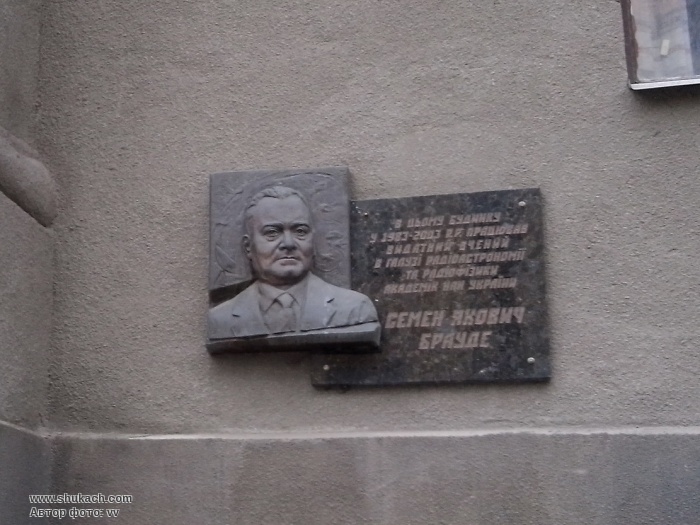 В ЦЬОМУ БУДИНКУ
У 1983-2003 Р.Р. ПРАЦЮВАВ
ВИДАТНИЙ ВЧЕНИЙ
В ГАЛУЗІ РАДІОАСТРОНОМІЇ
ТА РАДІОФІЗИКИ
АКАДЕМІК НАН УКРАЇНИ
СЕМЕН ЯКОВИЧ
БРАУДЕ
www.shukach.com
Автор фото: vv